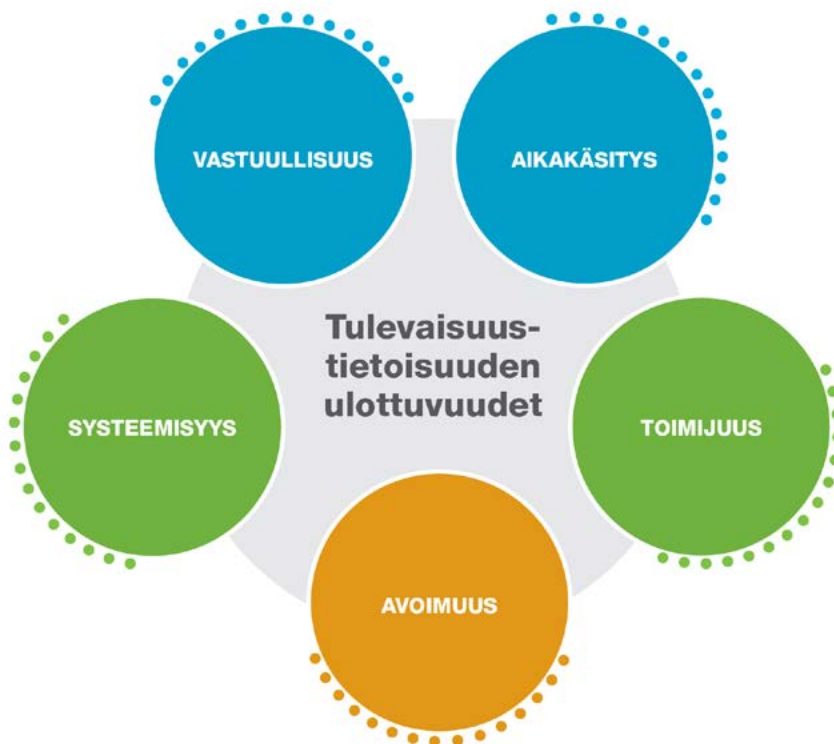 VASTUULLISUUS
AIKAKÄSITYS
Tulevaisuus-
tietoisuuden
ulottuvuudet
SYSTEEMISYYS
TOIMIJUUS
AVOIMUUS